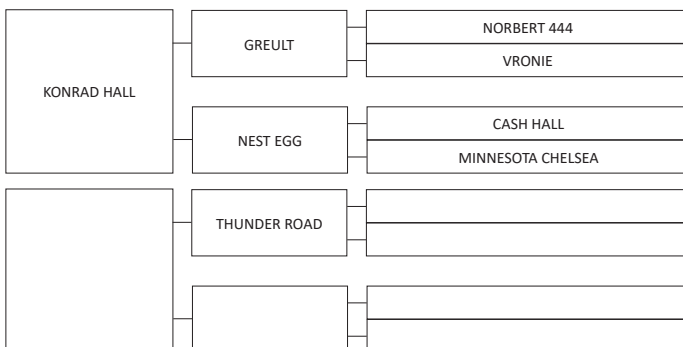 NORBERT 444
GREULT
VRONIE
KONRAD HALL
CASH HALL
NEST EGG
MINNESOTA CHELSEA
THUNDER ROAD